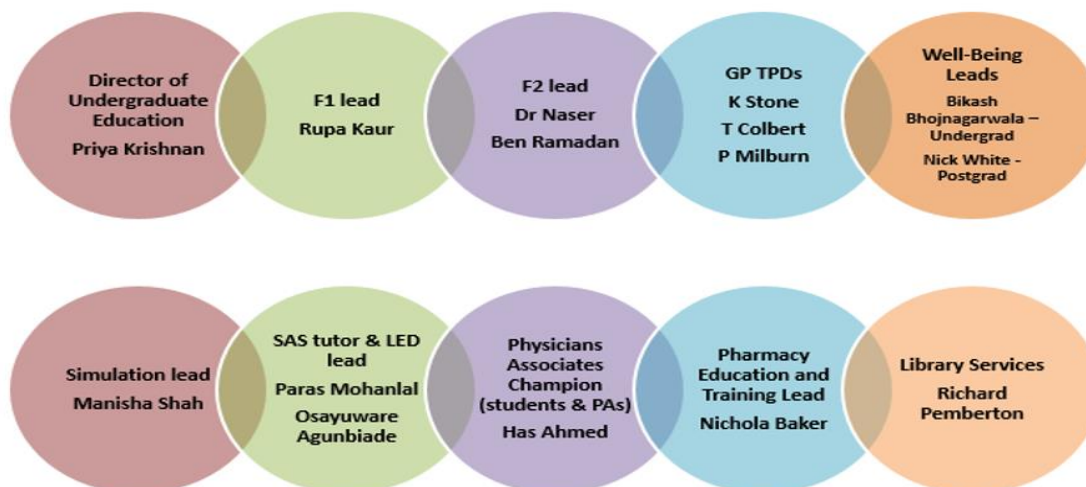 Director of
Undergraduate
Education
Priya Krishnan
F1 lead
Rupa Kaur
F2 lead
Dr Naser
Ben Ramadan
GP TPDs
K Stone
T Colbert
P Milburn
Well-Being
Leads
Bikash
Bhojnagarwala –
Undergrad
Nick White -
Postgrad
Simulation lead
Manisha Shah
SAS tutor & LED
lead
Paras Mohanlal
Osayuware
Agunbiade
Physicians
Associates
Champion
(students & PAs)
Has Ahmed
Pharmacy
Education and
Training Lead
Nichola Baker
Library Services
Richard
Pemberton